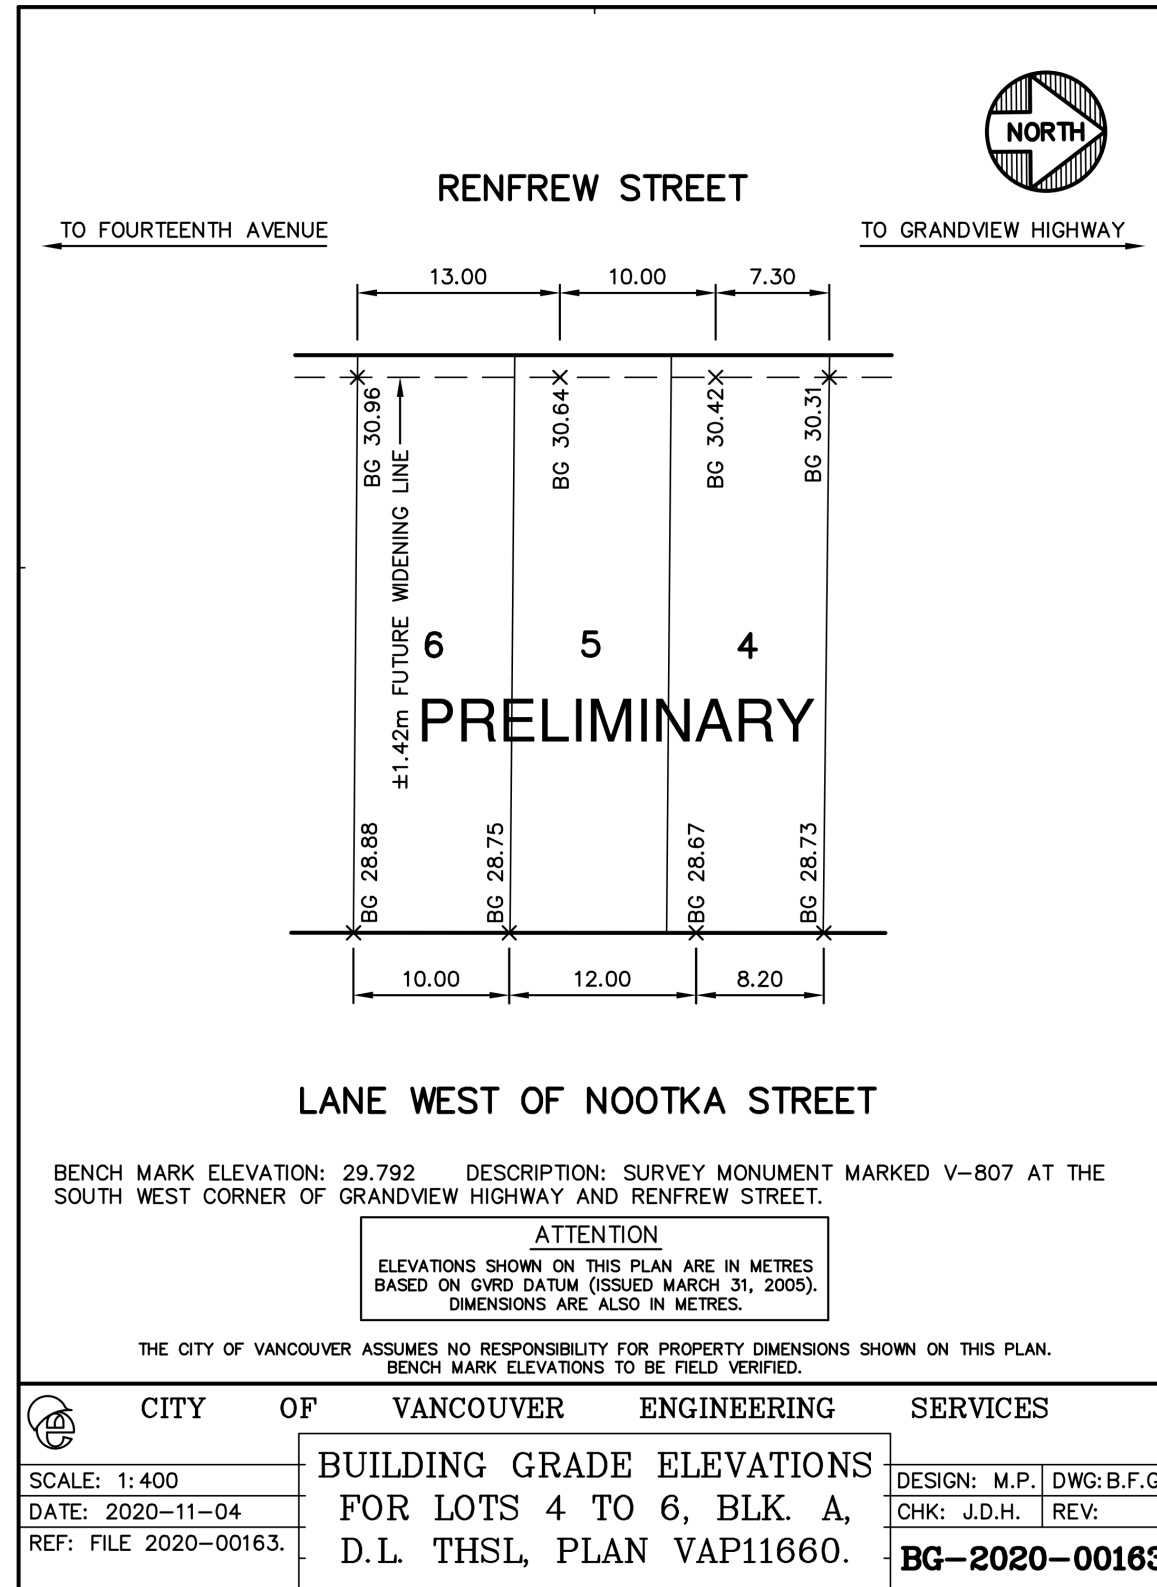 NORTH
RENFREW STREET
TO FOURTEENTH AVENUE
TO GRANDVIEW HIGHWAY
13.00
10.00
7.30
BG 30.96
BG 30.64
BG 30.42
BG 30.31
±1.42m FUTURE WIDENING LINE
6
5
4
PRELIMINARY
BG 28.88
BG 28.75
BG 28.67
BG 28.73
10.00
12.00
8.20
LANE WEST OF NOOTKA STREET
BENCH MARK ELEVATION: 29.792 DESCRIPTION: SURVEY MONUMENT MARKED V-807 AT THE
SOUTH WEST CORNER OF GRANDVIEW HIGHWAY AND RENFREW STREET.
ATTENTION
ELEVATIONS SHOWN ON THIS PLAN ARE IN METRES
BASED ON GVRD DATUM (ISSUED MARCH 31, 2005).
DIMENSIONS ARE ALSO IN METRES.
THE CITY OF VANCOUVER ASSUMES NO RESPONSIBILITY FOR PROPERTY DIMENSIONS SHOWN ON THIS PLAN.
BENCH MARK ELEVATIONS TO BE FIELD VERIFIED.
CITY OF VANCOUVER ENGINEERING SERVICES
SCALE: 1:400
DATE: 2020-11-04
REF: FILE 2020-00163.
BUILDING GRADE ELEVATIONS
FOR LOTS 4 TO 6, BLK. A,
D.L. THSL, PLAN VAP11660.
DESIGN: M.P.
DWG: B.F.G
CHK: J.D.H.
REV:
BG-2020-00163